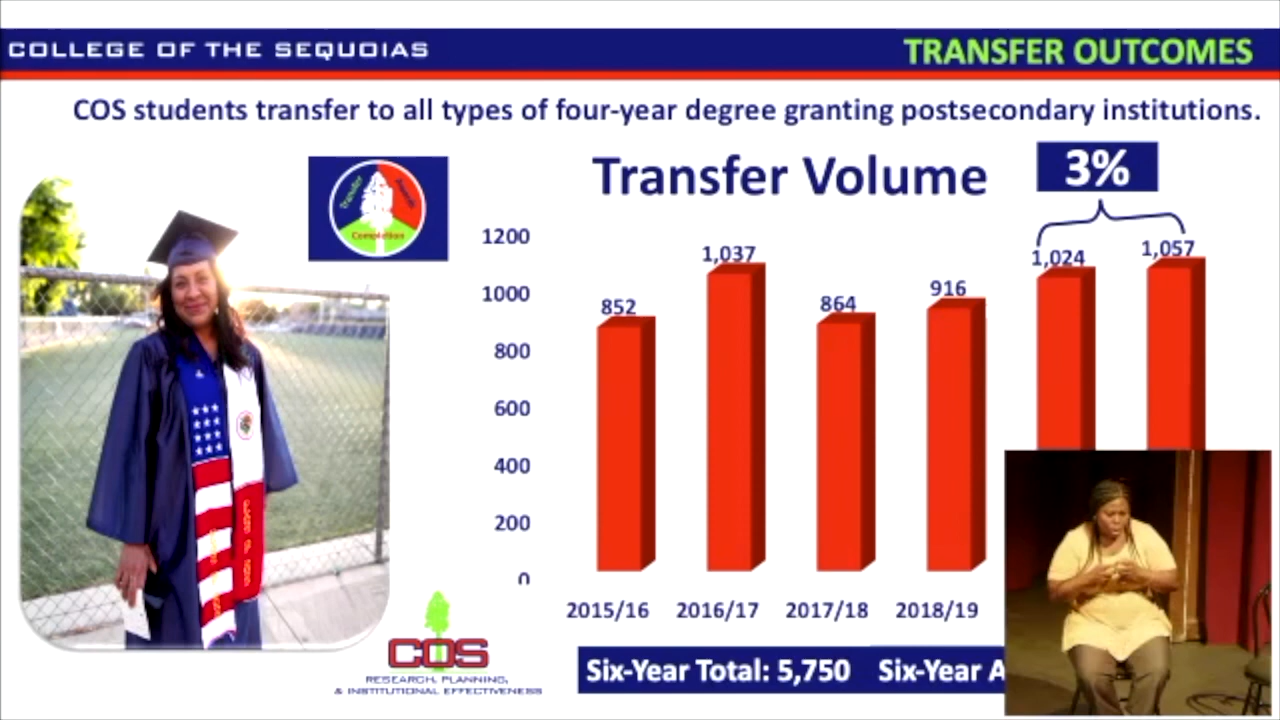 COLLEGE OF THE SEQUOIAS
TRANSFER OUTCOMES
COS students transfer to all types of four-year degree granting postsecondary institutions.
Transfer
Completion
Transfer Volume
3%
1200
1000
800
600
400
200
0
852
1,037
864
916
1,024
1,057
2015/16
2016/17
2017/18
2018/19
COS
RESEARCH, PLANNING,
& INSTITUTIONAL EFFECTIVENESS
Six-Year Total: 5,750
Six-Year A